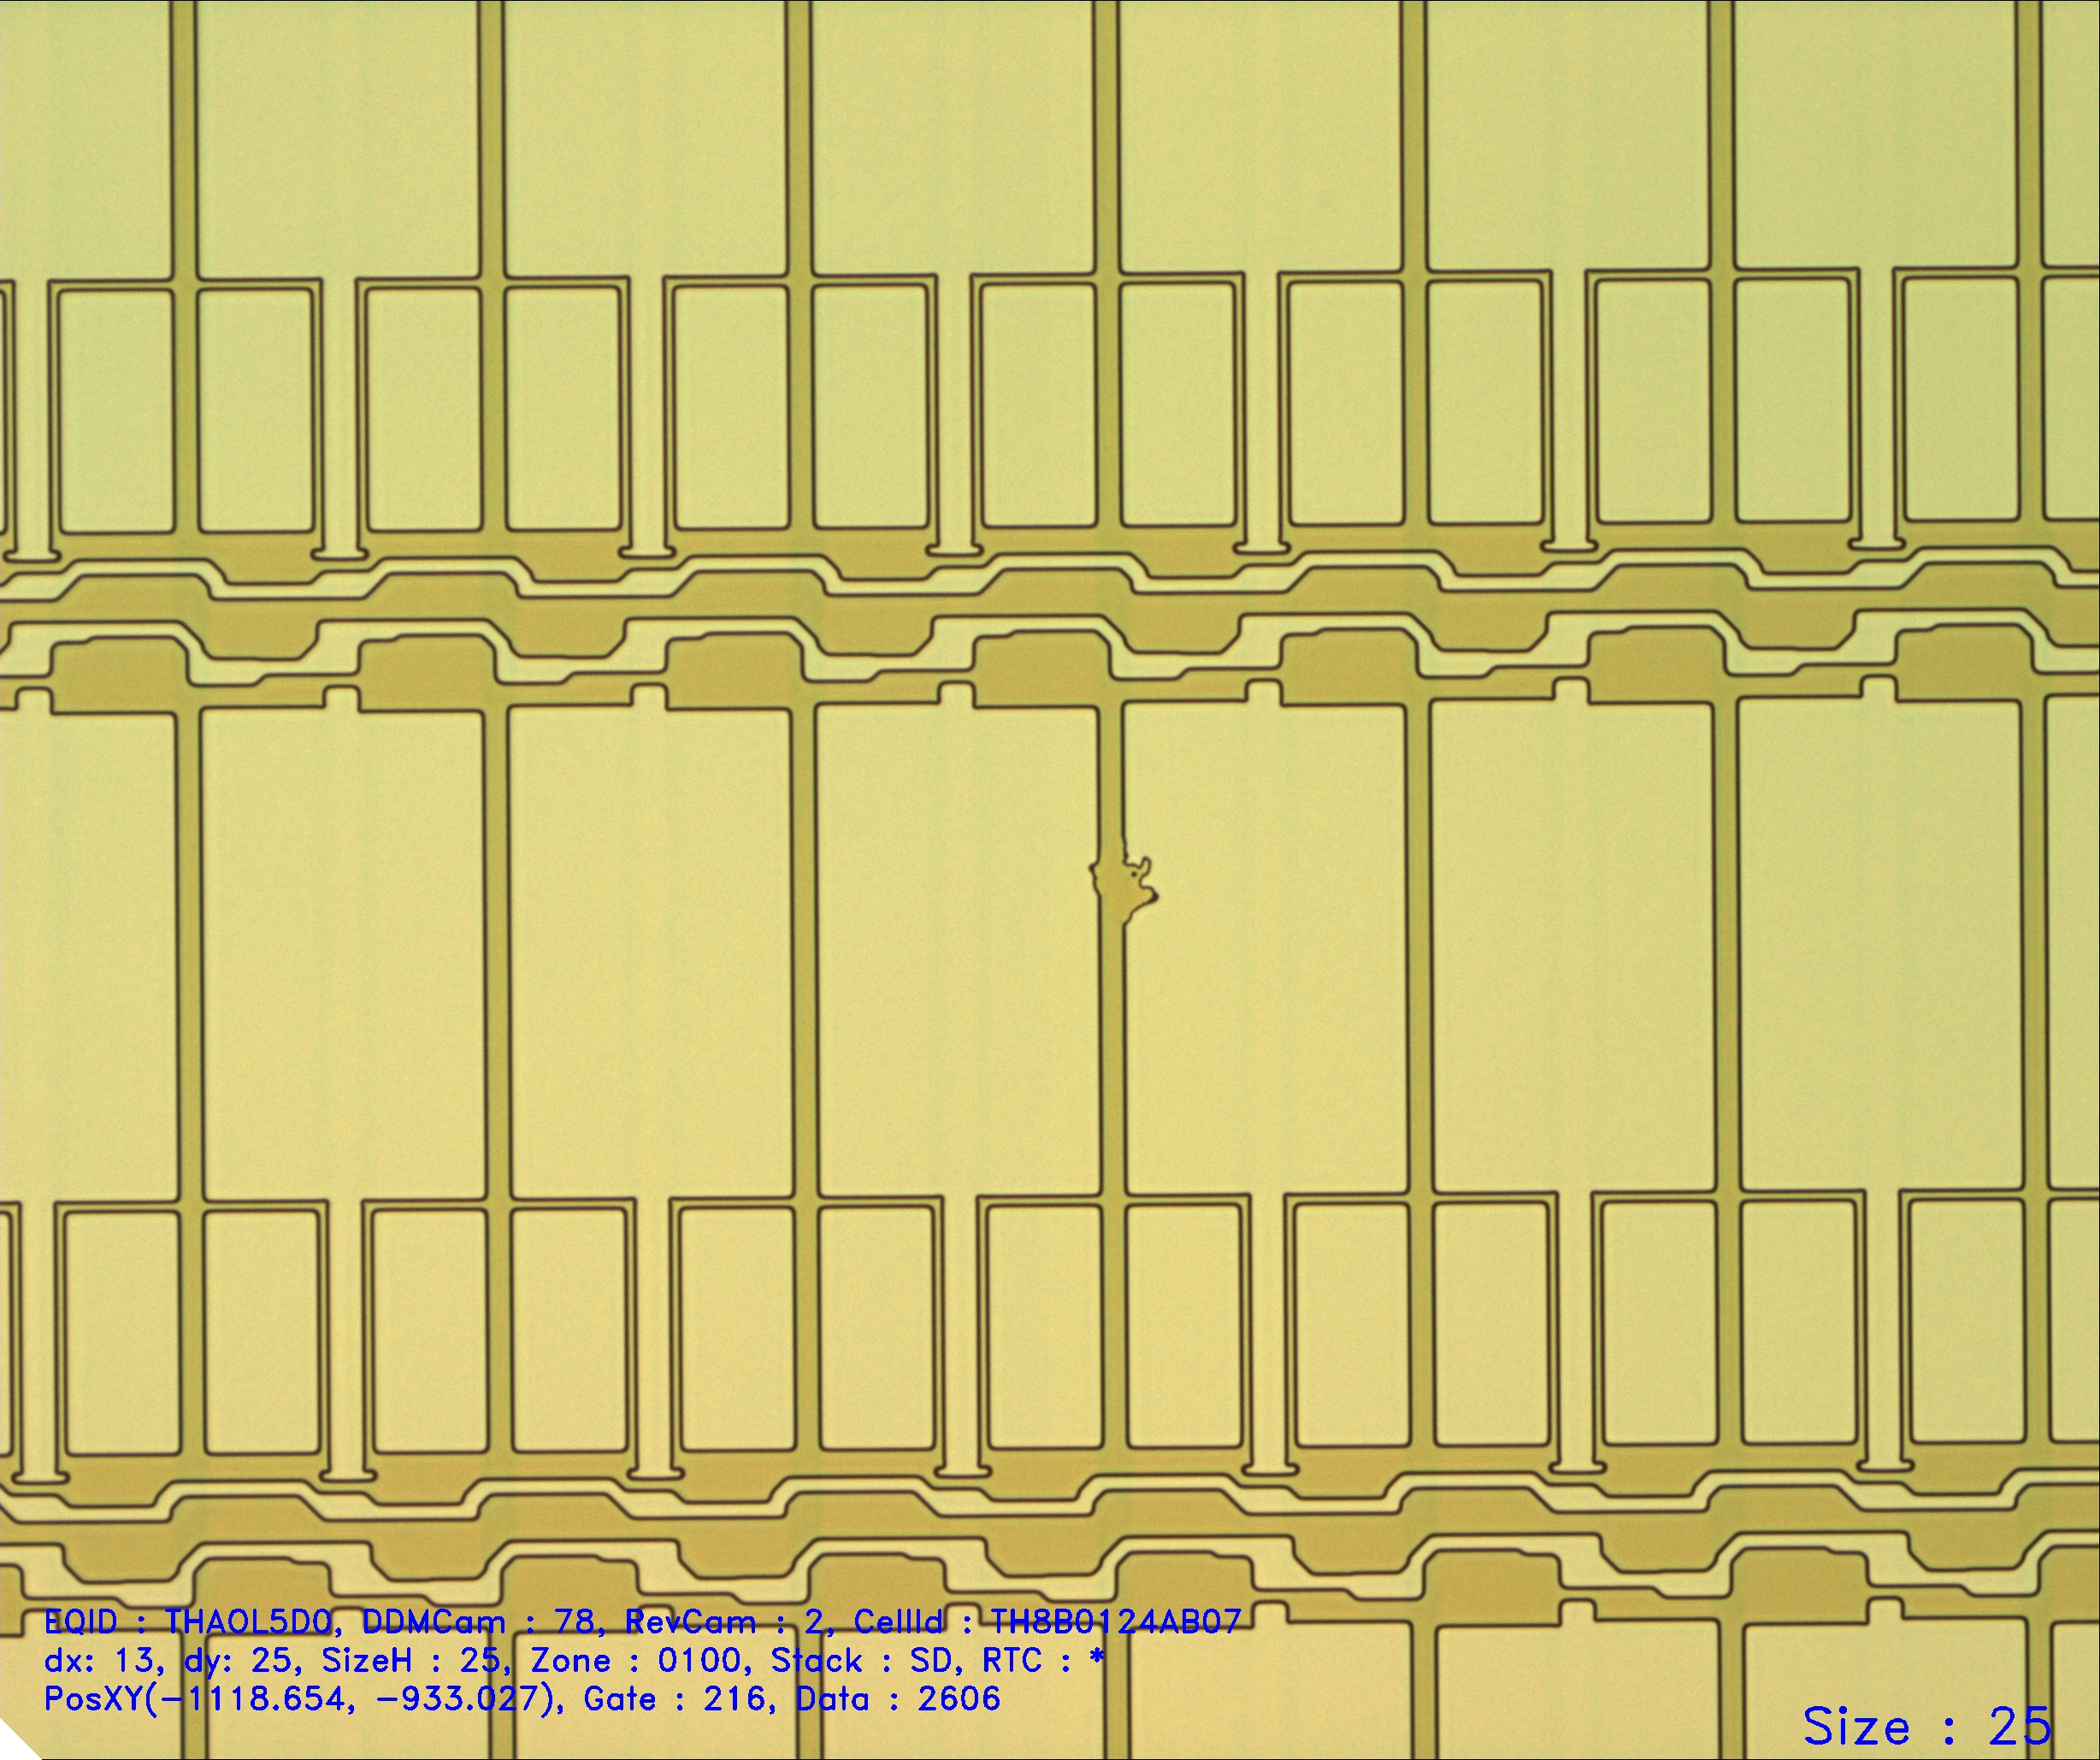 EQID : THAOL5D0, DDMCam : 78, RevCam : 2, CellId : TH8B0124AB07
dx: 13, dy: 25, SizeH : 25, Zone : 0100, Stack : SD, RTC : *
PosXY(-1118.654, -933.027), Gate : 216, Data : 2606
Size : 25